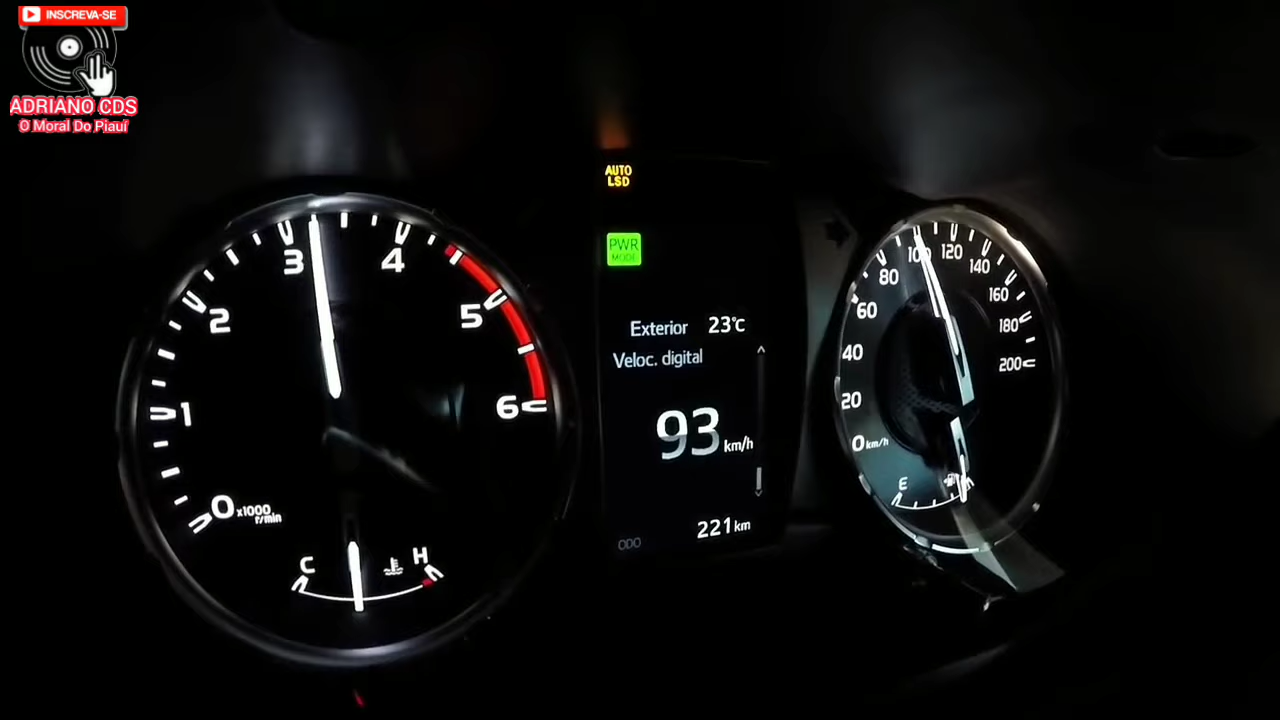 INSCREVA-SE
ADRIANO CDS
O Moral Do Piauí
AUTO
LSD
PWR
MODE
Exterior 23°C
Veloc. digital
93 km/h
221 km
ODO
0 1 2 3 4 5 6
x1000
r/min
C H
0 km/h 20 40 60 80 100 120 140 160 180 200
E